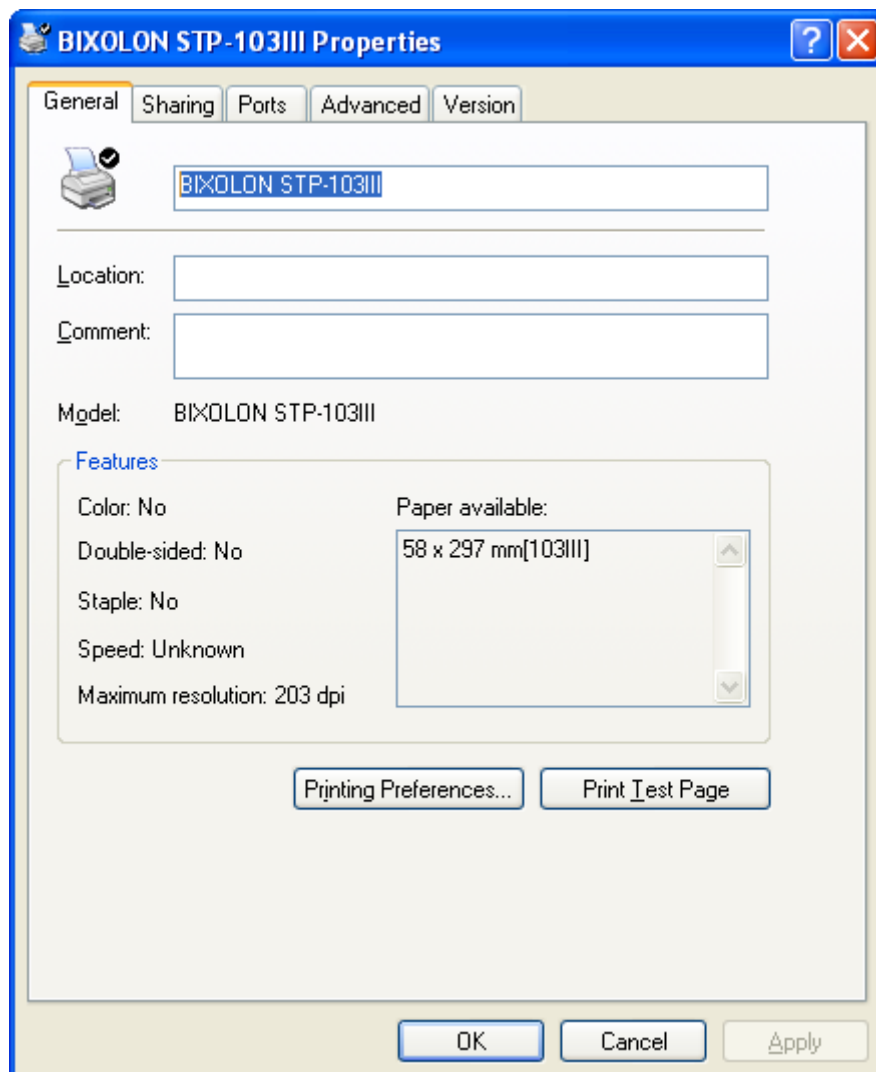 BIXOLON STP-103III Properties
General Sharing Ports Advanced Version
BIXOLON STP-103III
Location:
Comment:
Model: BIXOLON STP-103III
Features
Color: No
Paper available:
Double-sided: No
58 x 297 mm[103III]
Staple: No
Speed: Unknown
Maximum resolution: 203 dpi
Printing Preferences... Print Test Page
OK Cancel Apply